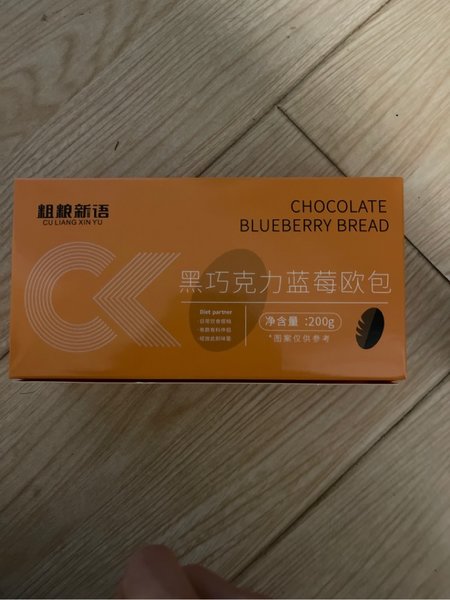 粗粮新语
CU LIANG XIN YU
CHOCOLATE
BLUEBERRY BREAD
黑巧克力蓝莓欧包
Diet partner
净含量:200g
*图案仅供参考